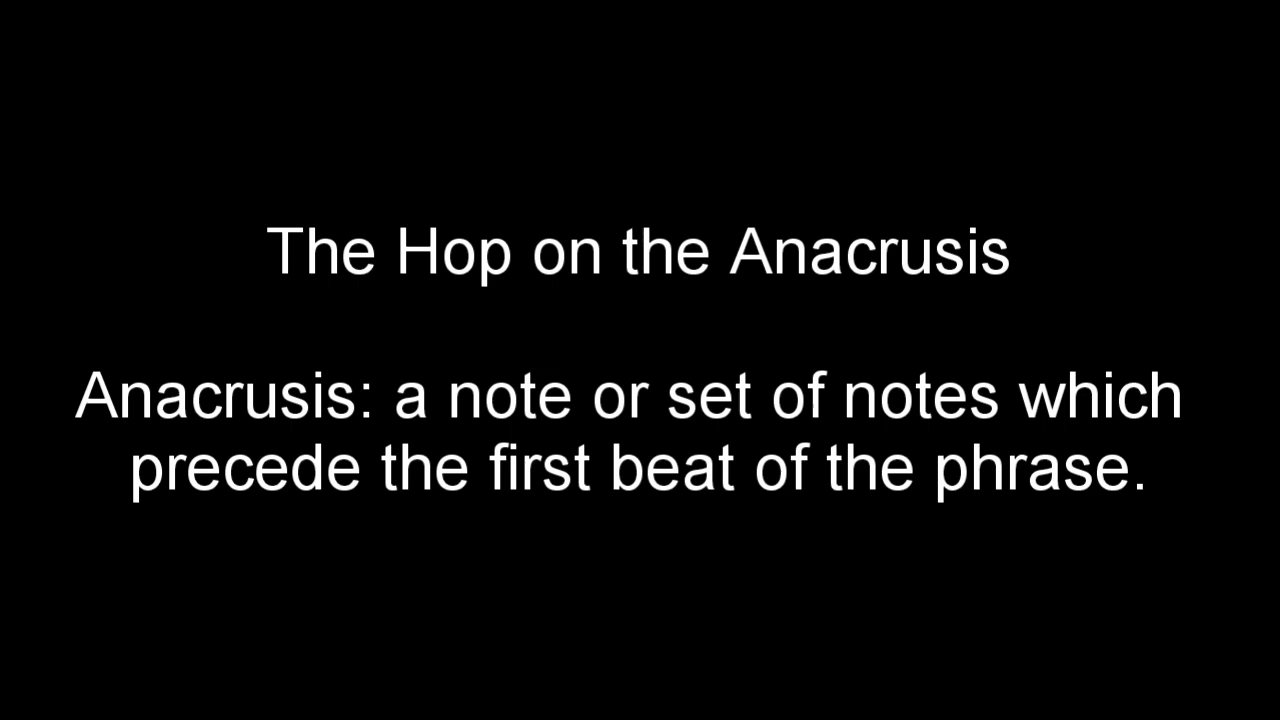 The Hop on the Anacrusis
Anacrusis: a note or set of notes which
precede the first beat of the phrase.